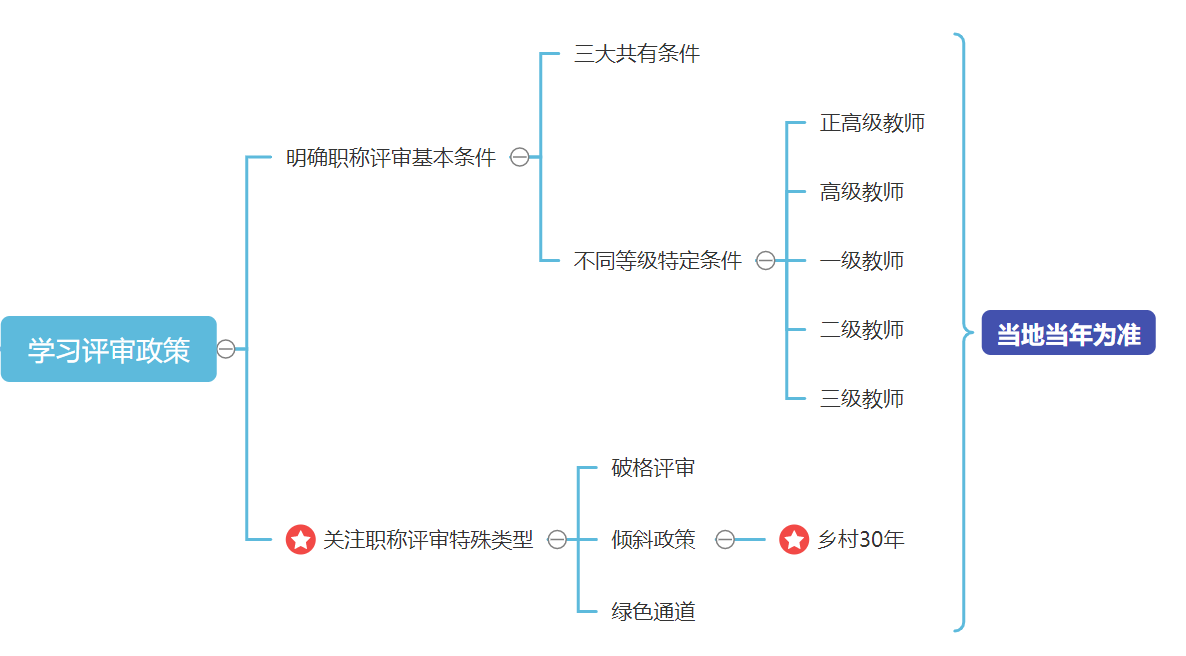 学习评审政策
明确职称评审基本条件
三大共有条件
不同等级特定条件
正高级教师
高级教师
一级教师
二级教师
三级教师
关注职称评审特殊类型
破格评审
倾斜政策
乡村30年
绿色通道
当地当年为准